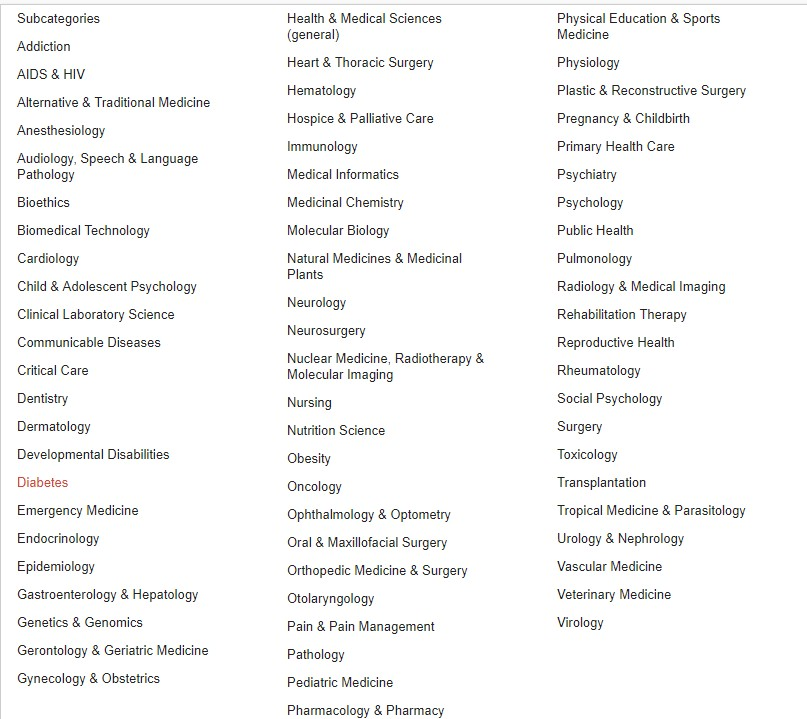 Subcategories
Addiction
AIDS & HIV
Alternative & Traditional Medicine
Anesthesiology
Audiology, Speech & Language
Pathology
Bioethics
Biomedical Technology
Cardiology
Child & Adolescent Psychology
Clinical Laboratory Science
Communicable Diseases
Critical Care
Dentistry
Dermatology
Developmental Disabilities
Diabetes
Emergency Medicine
Endocrinology
Epidemiology
Gastroenterology & Hepatology
Genetics & Genomics
Gerontology & Geriatric Medicine
Gynecology & Obstetrics
Health & Medical Sciences
(general)
Heart & Thoracic Surgery
Hematology
Hospice & Palliative Care
Immunology
Medical Informatics
Medicinal Chemistry
Molecular Biology
Natural Medicines & Medicinal
Plants
Neurology
Neurosurgery
Nuclear Medicine, Radiotherapy &
Molecular Imaging
Nursing
Nutrition Science
Obesity
Oncology
Ophthalmology & Optometry
Oral & Maxillofacial Surgery
Orthopedic Medicine & Surgery
Otolaryngology
Pain & Pain Management
Pathology
Pediatric Medicine
Pharmacology & Pharmacy
Physical Education & Sports
Medicine
Physiology
Plastic & Reconstructive Surgery
Pregnancy & Childbirth
Primary Health Care
Psychiatry
Psychology
Public Health
Pulmonology
Radiology & Medical Imaging
Rehabilitation Therapy
Reproductive Health
Rheumatology
Social Psychology
Surgery
Toxicology
Transplantation
Tropical Medicine & Parasitology
Urology & Nephrology
Vascular Medicine
Veterinary Medicine
Virology